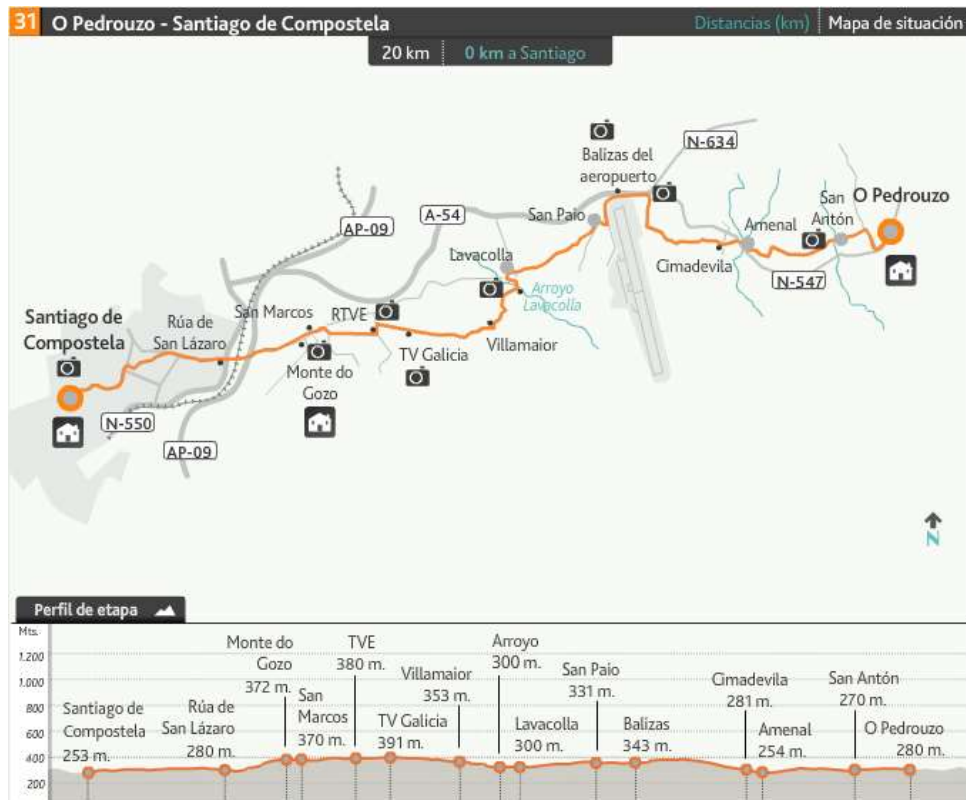 31 O Pedrouzo - Santiago de Compostela
Distancias (km) Mapa de situación
20 km 0 km a Santiago
Balizas del
aeropuerto
N-634
San
Antón
O Pedrouzo
AP-09
A-54
San Paio
Amenal
Lavacolla
Cimadevila
N-547
Arroyo
Lavacolla
Santiago de
Compostela
Rúa de
San Lázaro
San Marcos
RTVE
TV Galicia
Villamaior
Monte do
Gozo
N-550
AP-09
N
Perfil de etapa
Mts.
1.200
1.000
800
600
400
200
Santiago de
Compostela
253 m.
Rúa de
San Lázaro
280 m.
Monte do
Gozo
372 m.
San
Marcos
370 m.
TVE
380 m.
TV Galicia
391 m.
Villamaior
353 m.
Arroyo
300 m.
Lavacolla
300 m.
San Paio
331 m.
Balizas
343 m.
Cimadevila
281 m.
Amenal
254 m.
San Antón
270 m.
O Pedrouzo
280 m.